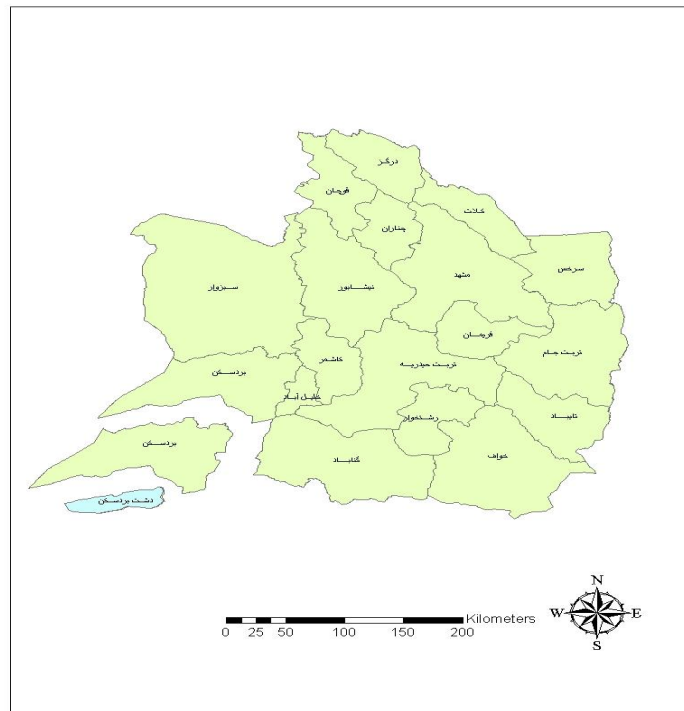 درگز
قوچان
کلات
چناران
سرخس
مشهد
نیشابور
سبزوار
فریمان
تربت جام
کاشمر
تربت حیدریه
بردسکن
خلیل آباد
تایباد
رشتخوار
بردسکن
خواف
گناباد
دشت بردسکن
N
W E
S
Kilometers
0 25 50 100 150 200